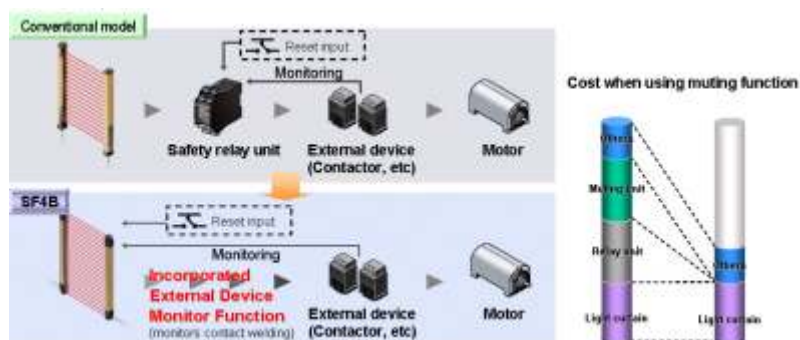 Conventional model
Reset input
Monitoring
Safety relay unit
External device
(Contactor, etc)
Motor
SF4B
Reset input
Monitoring
Incorporated
External Device
Monitor Function
(monitors contact welding)
External device
(Contactor, etc)
Motor
Cost when using muting function
Others
Muting unit
Relay unit
Light curtain
Others
Light curtain